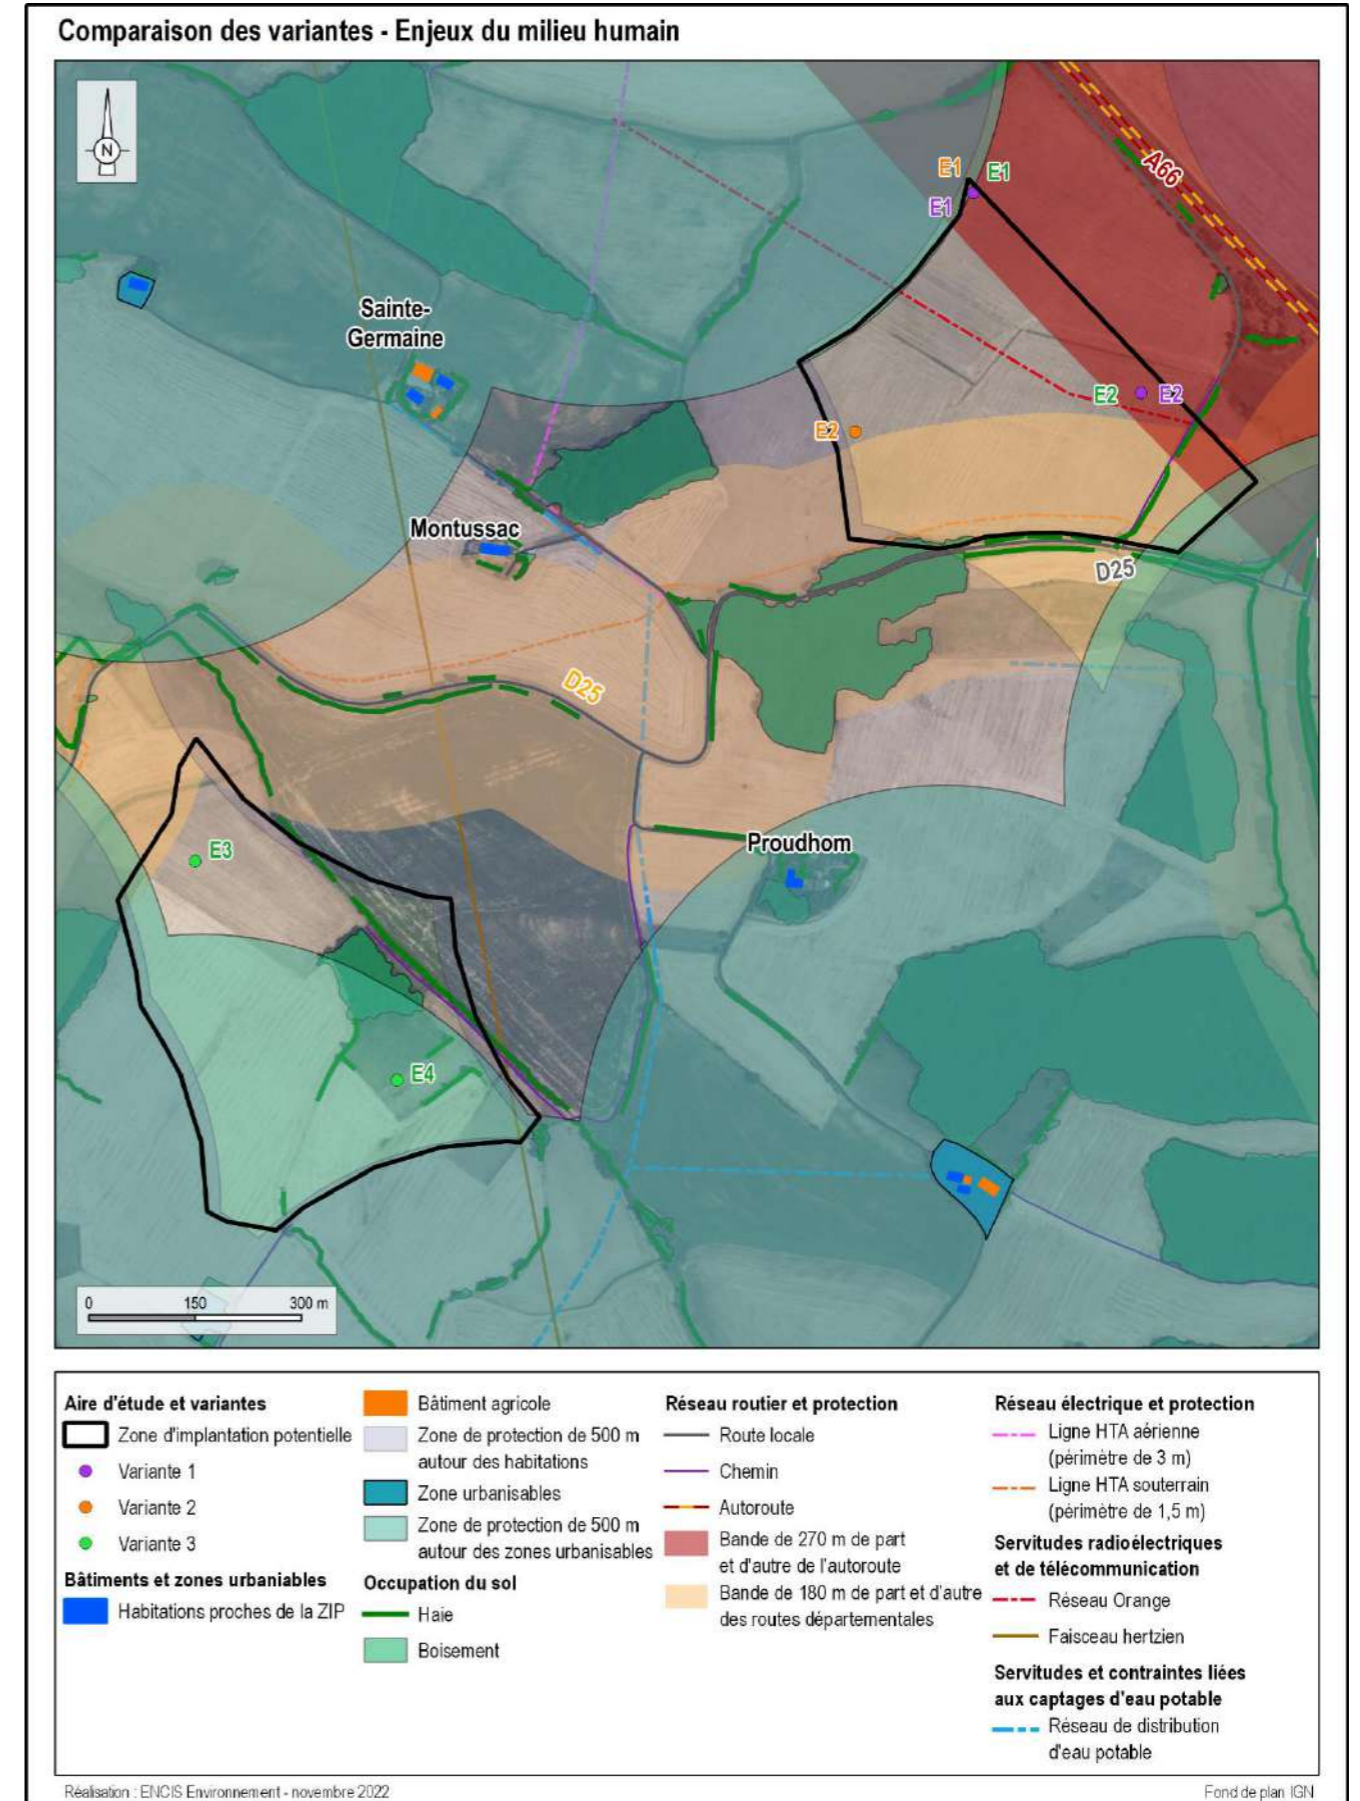 Comparaison des variantes - Enjeux du milieu humain
N
A66
E1
E1
E1
Sainte-
Germaine
E2
E2
E2
Montussac
D25
D25
E3
Proudhom
E4
0 150 300 m
Aire d'étude et variantes
Zone d'implantation potentielle
Variante 1
Variante 2
Variante 3
Bâtiments et zones urbaniables
Habitations proches de la ZIP
Bâtiment agricole
Zone de protection de 500 m
autour des habitations
Zone urbanisables
Zone de protection de 500 m
autour des zones urbanisables
Occupation du sol
Haie
Boisement
Réseau routier et protection
Route locale
Chemin
Autoroute
Bande de 270 m de part
et d'autre de l'autoroute
Bande de 180 m de part et d'autre
des routes départementales
Réseau électrique et protection
Ligne HTA aérienne
(périmètre de 3 m)
Ligne HTA souterrain
(périmètre de 1,5 m)
Servitudes radioélectriques
et de télécommunication
Réseau Orange
Faisceau hertzien
Servitudes et contraintes liées
aux captages d'eau potable
Réseau de distribution
d'eau potable
Réalisation : ENCIS Environnement - novembre 2022
Fond de plan IGN